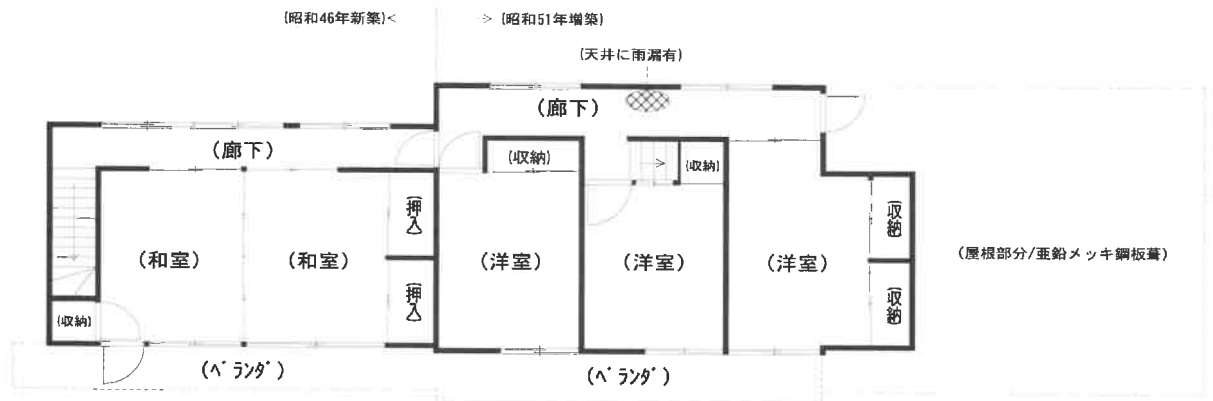 (昭和46年新築)<
> (昭和51年増築)
(天井に雨漏有)
(廊下)
(廊下)
(収納)
(収納)
(押入)
(収納)
(和室)
(和室)
(洋室)
(洋室)
(洋室)
(屋根部分/亜鉛メッキ鋼板葺)
(押入)
(収納)
(収納)
(ベランダ)
(ベランダ)